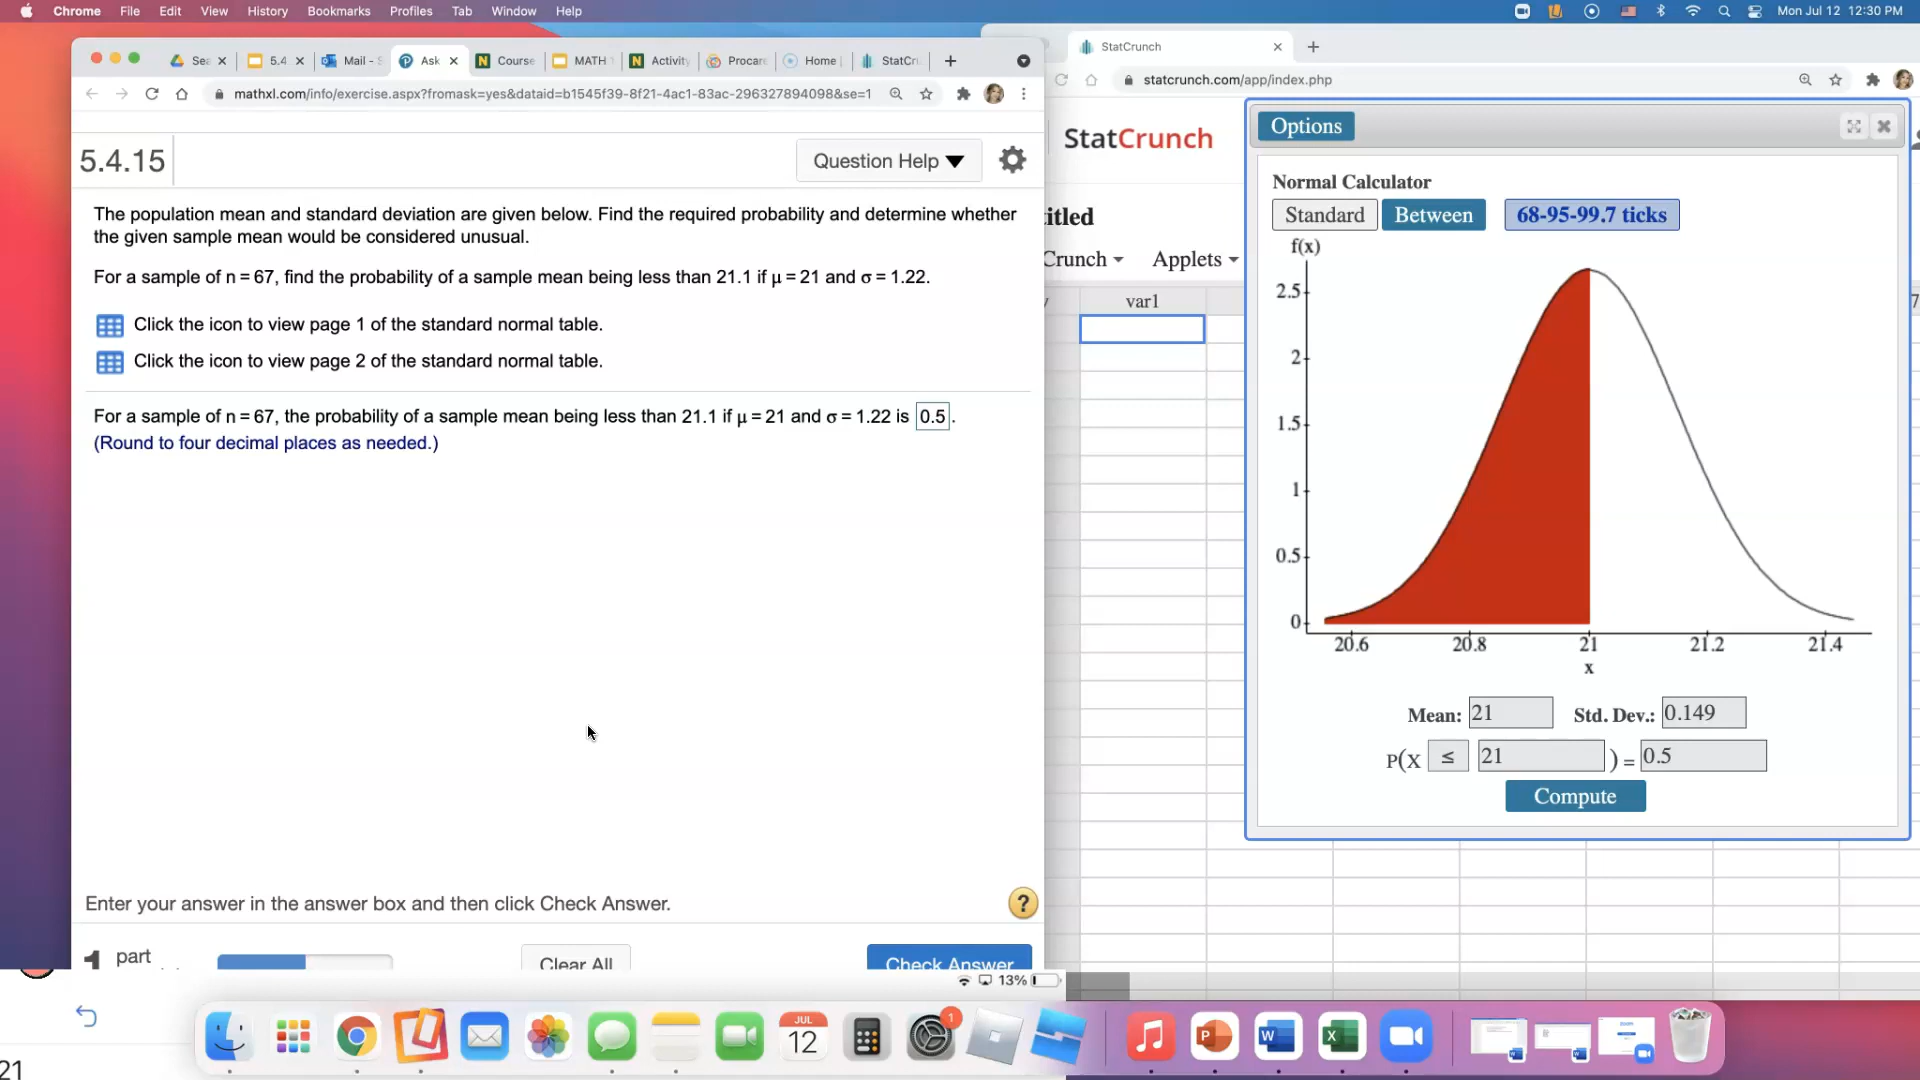 Chrome File Edit View History Bookmarks Profiles Tab Window Help
Mon Jul 12 12:30 PM
Sea
5.4
Mail - S
Ask
Course
MATH
Activity
Procar
Home
StatCr
StatCrunch
mathxl.com/info/exercise.aspx?fromask=yes&dataid=b1545f39-8f21-4ac1-83ac-296327894098&se=1
statcrunch.com/app/index.php
5.4.15
Question Help
The population mean and standard deviation are given below. Find the required probability and determine whether
the given sample mean would be considered unusual.
For a sample of n = 67, find the probability of a sample mean being less than 21.1 if μ = 21 and σ = 1.22.
Click the icon to view page 1 of the standard normal table.
Click the icon to view page 2 of the standard normal table.
For a sample of n = 67, the probability of a sample mean being less than 21.1 if μ = 21 and σ = 1.22 is 0.5.
(Round to four decimal places as needed.)
Enter your answer in the answer box and then click Check Answer.
?
1 part
Clear All
Check Answer
13%
StatCrunch
titled
Crunch
Applets
var1
Options
Normal Calculator
Standard Between 68-95-99.7 ticks
f(x)
2.5
2
1.5
1
0.5
0
20.6 20.8 21 21.2 21.4
x
Mean: 21 Std. Dev.: 0.149
P(X ≤ 21 ) = 0.5
Compute
7
JUL
12
1
21